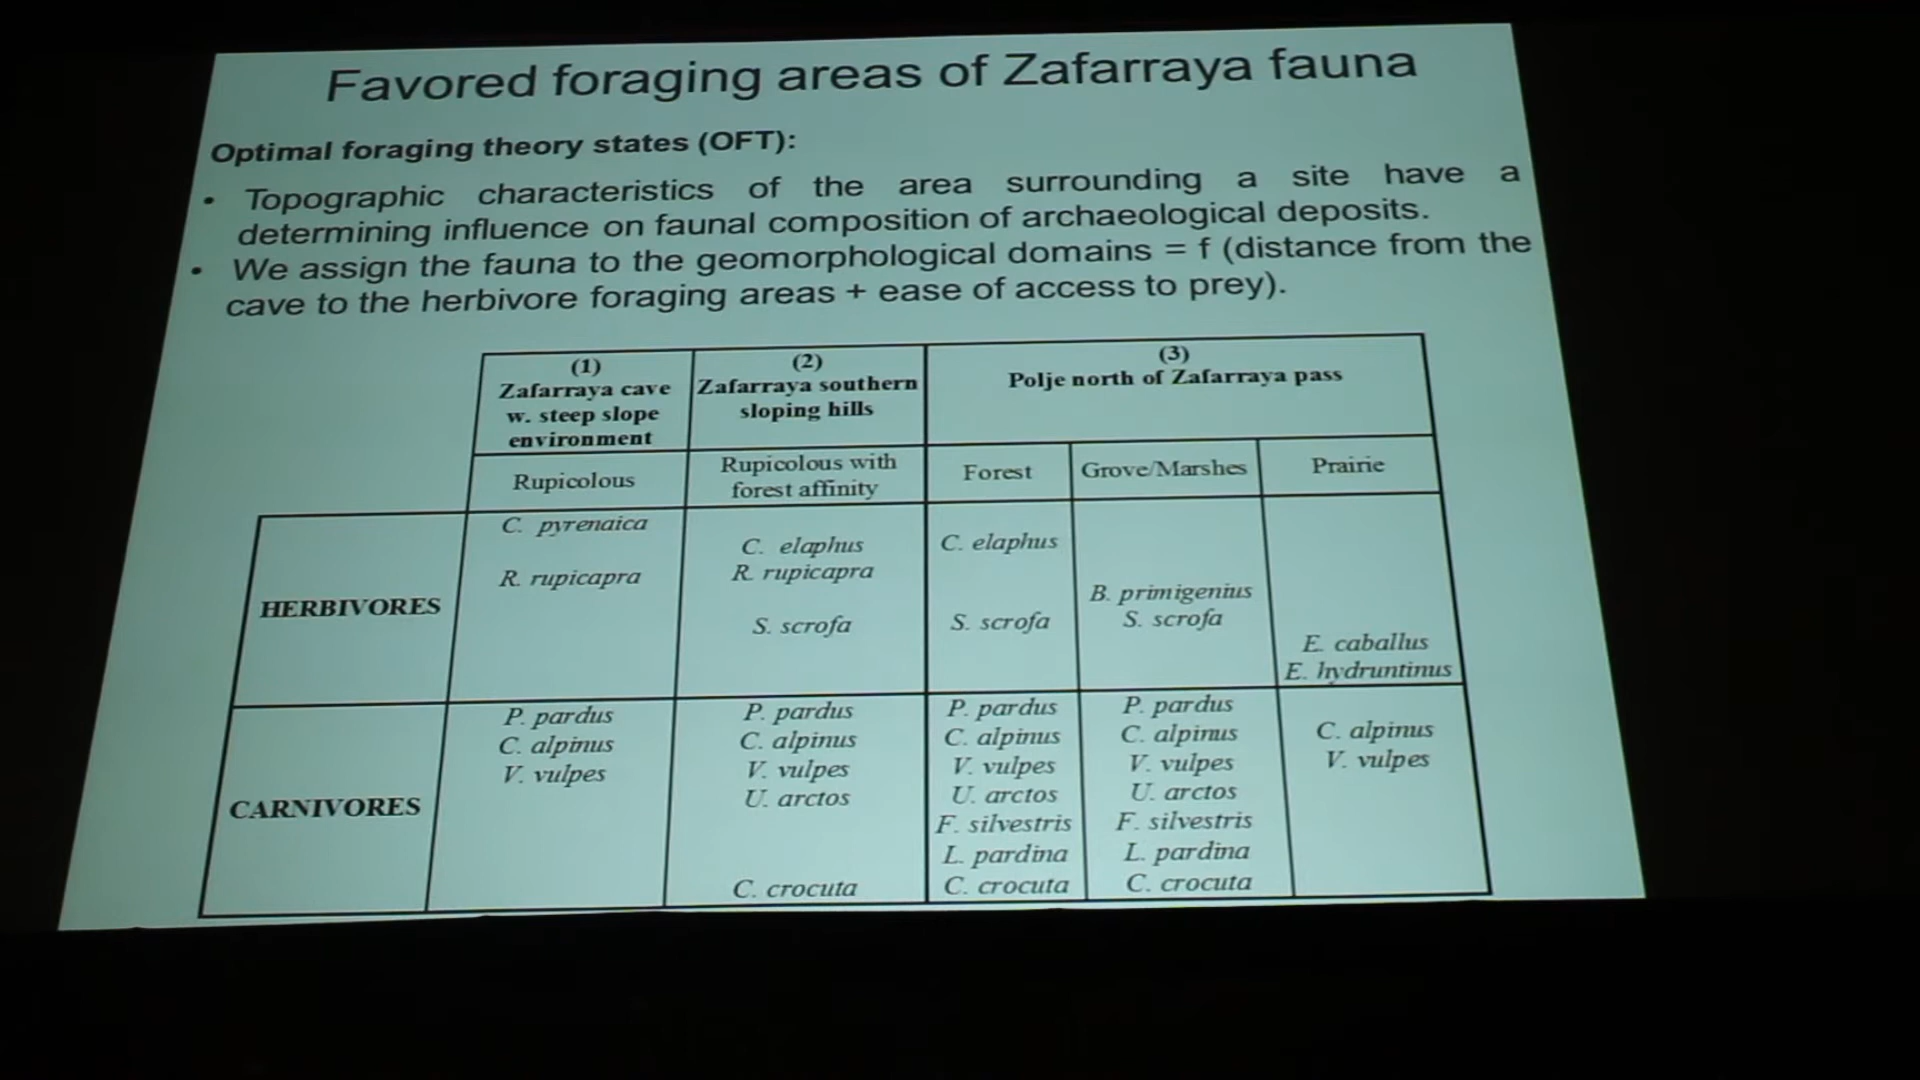 Favored foraging areas of Zafarraya fauna
Optimal foraging theory states (OFT):
• Topographic characteristics of the area surrounding a site have a
determining influence on faunal composition of archaeological deposits.
• We assign the fauna to the geomorphological domains = f (distance from the
cave to the herbivore foraging areas + ease of access to prey).
(1)
Zafarraya cave
w. steep slope
environment
(2)
Zafarraya southern
sloping hills
(3)
Polje north of Zafarraya pass
Rupicolous
Rupicolous with
forest affinity
Forest
Grove/Marshes
Prairie
HERBIVORES
C. pyrenaica
R. rupicapra
C. elaphus
R. rupicapra
S. scrofa
C. elaphus
S. scrofa
B. primigenius
S. scrofa
E. caballus
E. hydruntinus
CARNIVORES
P. pardus
C. alpinus
V. vulpes
P. pardus
C. alpinus
V. vulpes
U. arctos
C. crocuta
P. pardus
C. alpinus
V. vulpes
U. arctos
F. silvestris
L. pardina
C. crocuta
P. pardus
C. alpinus
V. vulpes
U. arctos
F. silvestris
L. pardina
C. crocuta
C. alpinus
V. vulpes